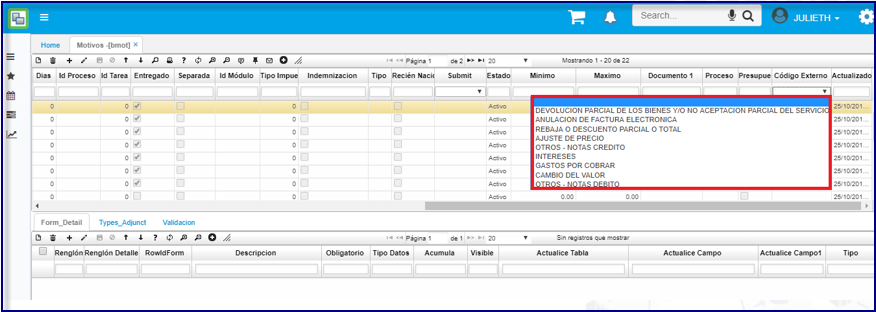 Search...
JULIETH
Home
Motivos -[bmot] ×
Página 1 de 2 20 Mostrando 1 - 20 de 22
Dias Id Proceso Id Tarea Entregado Separada Id Módulo Tipo Impue Indemnizacion Tipo Recién Naci Submit Estado Minimo Maximo Documento 1 Proceso Presupue Código Externo Actualizado
0 0 0 Activo 25/10/201...
0 0 0 Activo 25/10/201...
0 0 0 Activo 25/10/201...
0 0 0 Activo 25/10/201...
0 0 0 Activo 25/10/201...
0 0 0 Activo 25/10/201...
0 0 0 Activo 25/10/201...
0 0 0 Activo 0.00 0.00 25/10/201...
DEVOLUCION PARCIAL DE LOS BIENES Y/O NO ACEPTACION PARCIAL DEL SERVICIO
ANULACION DE FACTURA ELECTRONICA
REBAJA O DESCUENTO PARCIAL O TOTAL
AJUSTE DE PRECIO
OTROS - NOTAS CREDITO
INTERESES
GASTOS POR COBRAR
CAMBIO DEL VALOR
OTROS - NOTAS DEBITO
Form_Detail Types_Adjunct Validacion
Página 1 de 1 20 Sin registros que mostrar
Renglón Renglón Detalle RowIdForm Descripcion Obligatorio Tipo Datos Acumula Visible Actualice Tabla Actualice Campo Actualice Campo1 Tipo